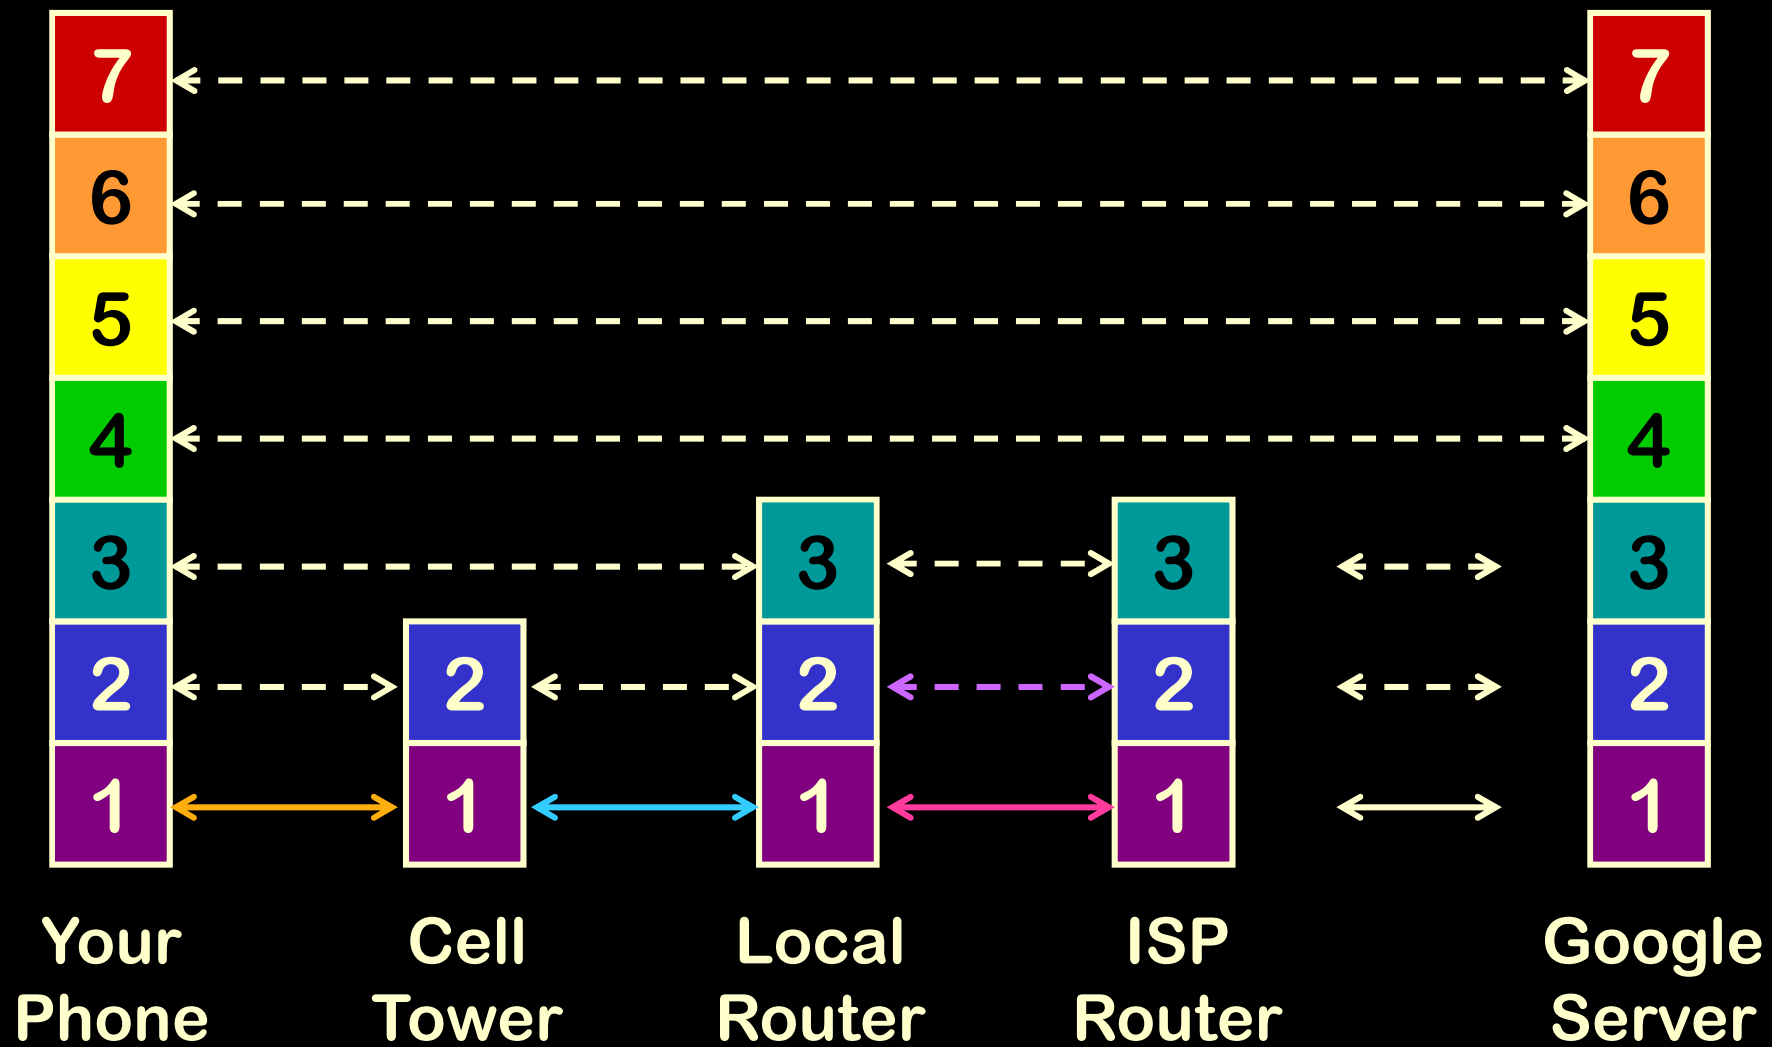 7 7
6 6
5 5
4 4
3 3 3 3
2 2 2 2 2
1 1 1 1 1
Your Cell Local ISP Google
Phone Tower Router Router Server